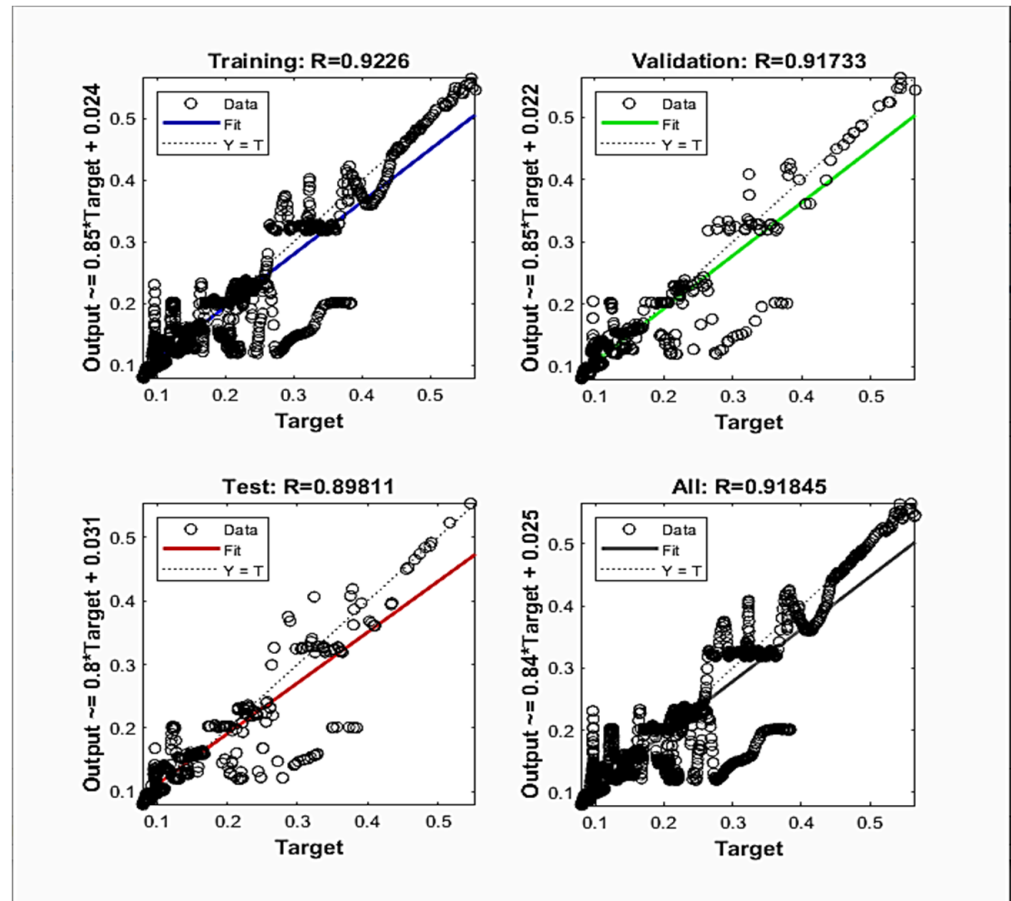 Training: R=0.9226
Output ~= 0.85*Target + 0.024
Data
Fit
Y = T
0.5
0.4
0.3
0.2
0.1
0.1 0.2 0.3 0.4 0.5
Target
Validation: R=0.91733
Output ~= 0.85*Target + 0.022
Data
Fit
Y = T
0.5
0.4
0.3
0.2
0.1
0.1 0.2 0.3 0.4 0.5
Target
Test: R=0.89811
Output ~= 0.8*Target + 0.031
Data
Fit
Y = T
0.5
0.4
0.3
0.2
0.1
0.1 0.2 0.3 0.4 0.5
Target
All: R=0.91845
Output ~= 0.84*Target + 0.025
Data
Fit
Y = T
0.5
0.4
0.3
0.2
0.1
0.1 0.2 0.3 0.4 0.5
Target